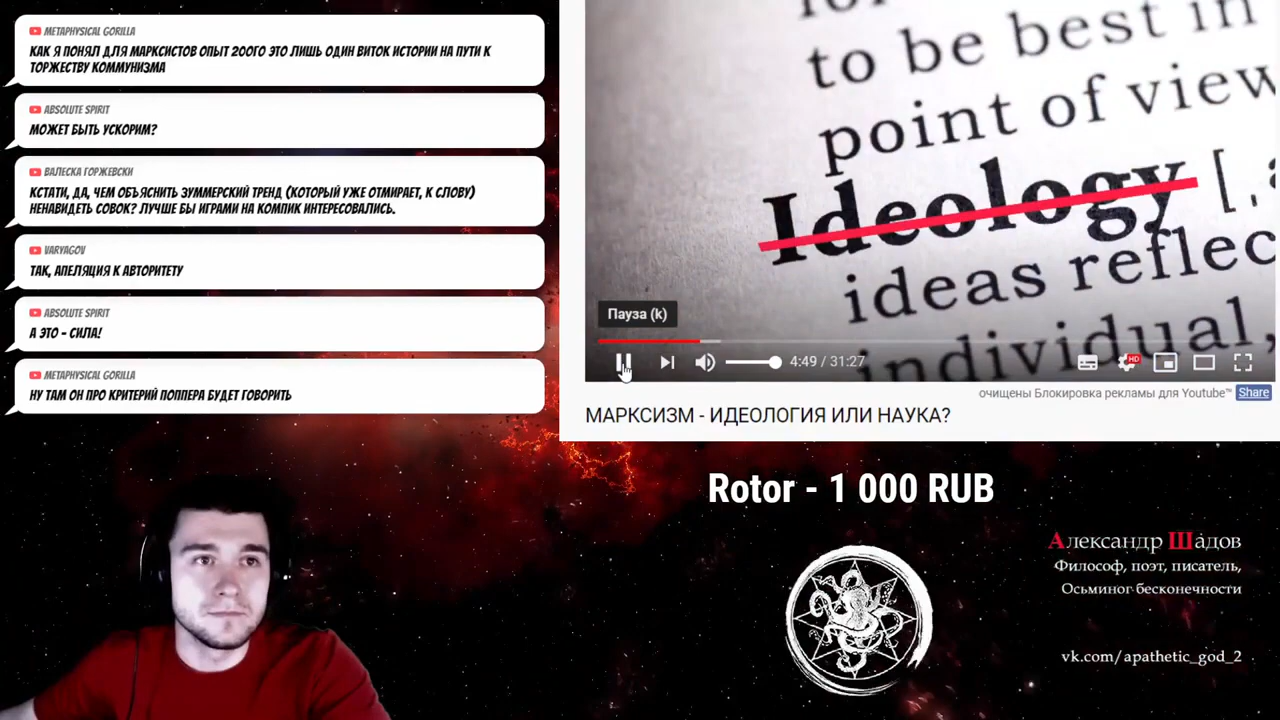 METAPHYSICAL GORILLA
КАК Я ПОНЯЛ ДЛЯ МАРКСИСТОВ ОПЫТ 20ОГО ЭТО ЛИШЬ ОДИН ВИТОК ИСТОРИИ НА ПУТИ К
ТОРЖЕСТВУ КОММУНИЗМА
ABSOLUTE SPIRIT
МОЖЕТ БЫТЬ УСКОРИМ?
ВАЛЕСКА ГОРЖЕВСКИ
КСТАТИ, ДА, ЧЕМ ОБЪЯСНИТЬ ЗУММЕРСКИЙ ТРЕНД (КОТОРЫЙ УЖЕ ОТМИРАЕТ, К СЛОВУ)
НЕНАВИДЕТЬ СОВОК? ЛУЧШЕ БЫ ИГРАМИ НА КОМПИК ИНТЕРЕСОВАЛИСЬ.
VARYAGOV
ТАК, АПЕЛЯЦИЯ К АВТОРИТЕТУ
ABSOLUTE SPIRIT
А ЭТО - СИЛА!
METAPHYSICAL GORILLA
НУ ТАМ ОН ПРО КРИТЕРИЙ ПОППЕРА БУДЕТ ГОВОРИТЬ
to be best in
point of view
Ideology [,
ideas reflec
individual,
Пауза (k)
4:49 / 31:27
HD
очищены Блокировка рекламы для Youtube™ Share
МАРКСИЗМ - ИДЕОЛОГИЯ ИЛИ НАУКА?
Rotor - 1 000 RUB
Александр Шадов
Философ, поэт, писатель,
Осьминог бесконечности
vk.com/apathetic_god_2